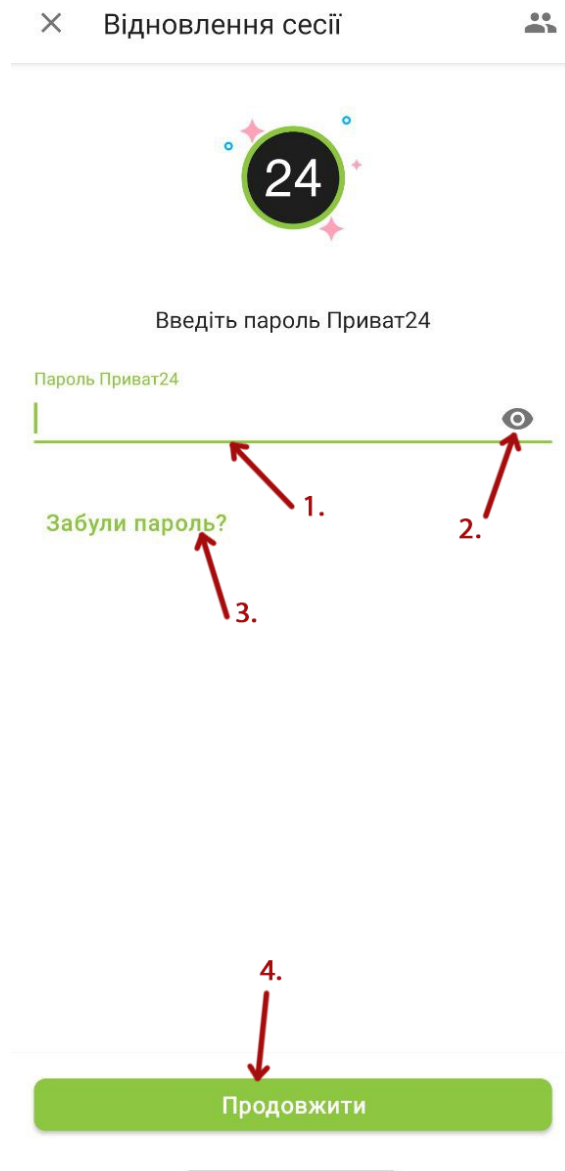 Відновлення сесії
24
Введіть пароль Приват24
Пароль Приват24
1.
2.
Забули пароль?
3.
4.
Продовжити